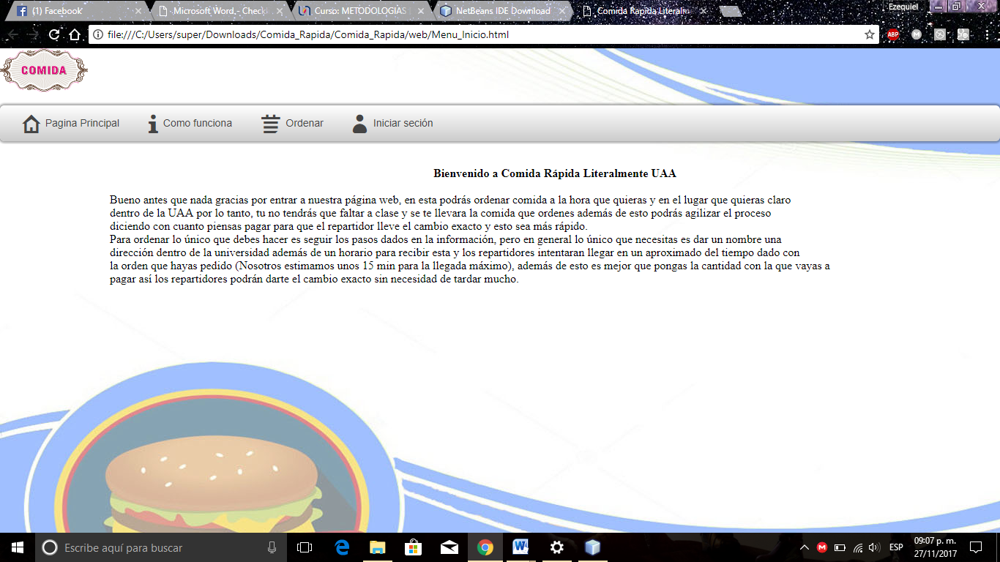 (1) Facebook
Microsoft Word - Check
Curso: METODOLOGIAS
NetBeans IDE Download
Comida Rapida Literalm
Ezequiel
file:///C:/Users/super/Downloads/Comida_Rapida/Comida_Rapida/web/Menu_Inicio.html
ABP
M
COMIDA
Pagina Principal
Como funciona
Ordenar
Iniciar seción
Bienvenido a Comida Rápida Literalmente UAA
Bueno antes que nada gracias por entrar a nuestra página web, en esta podrás ordenar comida a la hora que quieras y en el lugar que quieras claro
dentro de la UAA por lo tanto, tu no tendrás que faltar a clase y se te llevara la comida que ordenes además de esto podrás agilizar el proceso
diciendo con cuanto piensas pagar para que el repartidor lleve el cambio exacto y esto sea más rápido.
Para ordenar lo único que debes hacer es seguir los pasos dados en la información, pero en general lo único que necesitas es dar un nombre una
dirección dentro de la universidad además de un horario para recibir esta y los repartidores intentaran llegar en un aproximado del tiempo dado con
la orden que hayas pedido (Nosotros estimamos unos 15 min para la llegada máximo), además de esto es mejor que pongas la cantidad con la que vayas a
pagar así los repartidores podrán darte el cambio exacto sin necesidad de tardar mucho.
Escribe aquí para buscar
ESP
09:07 p. m.
27/11/2017